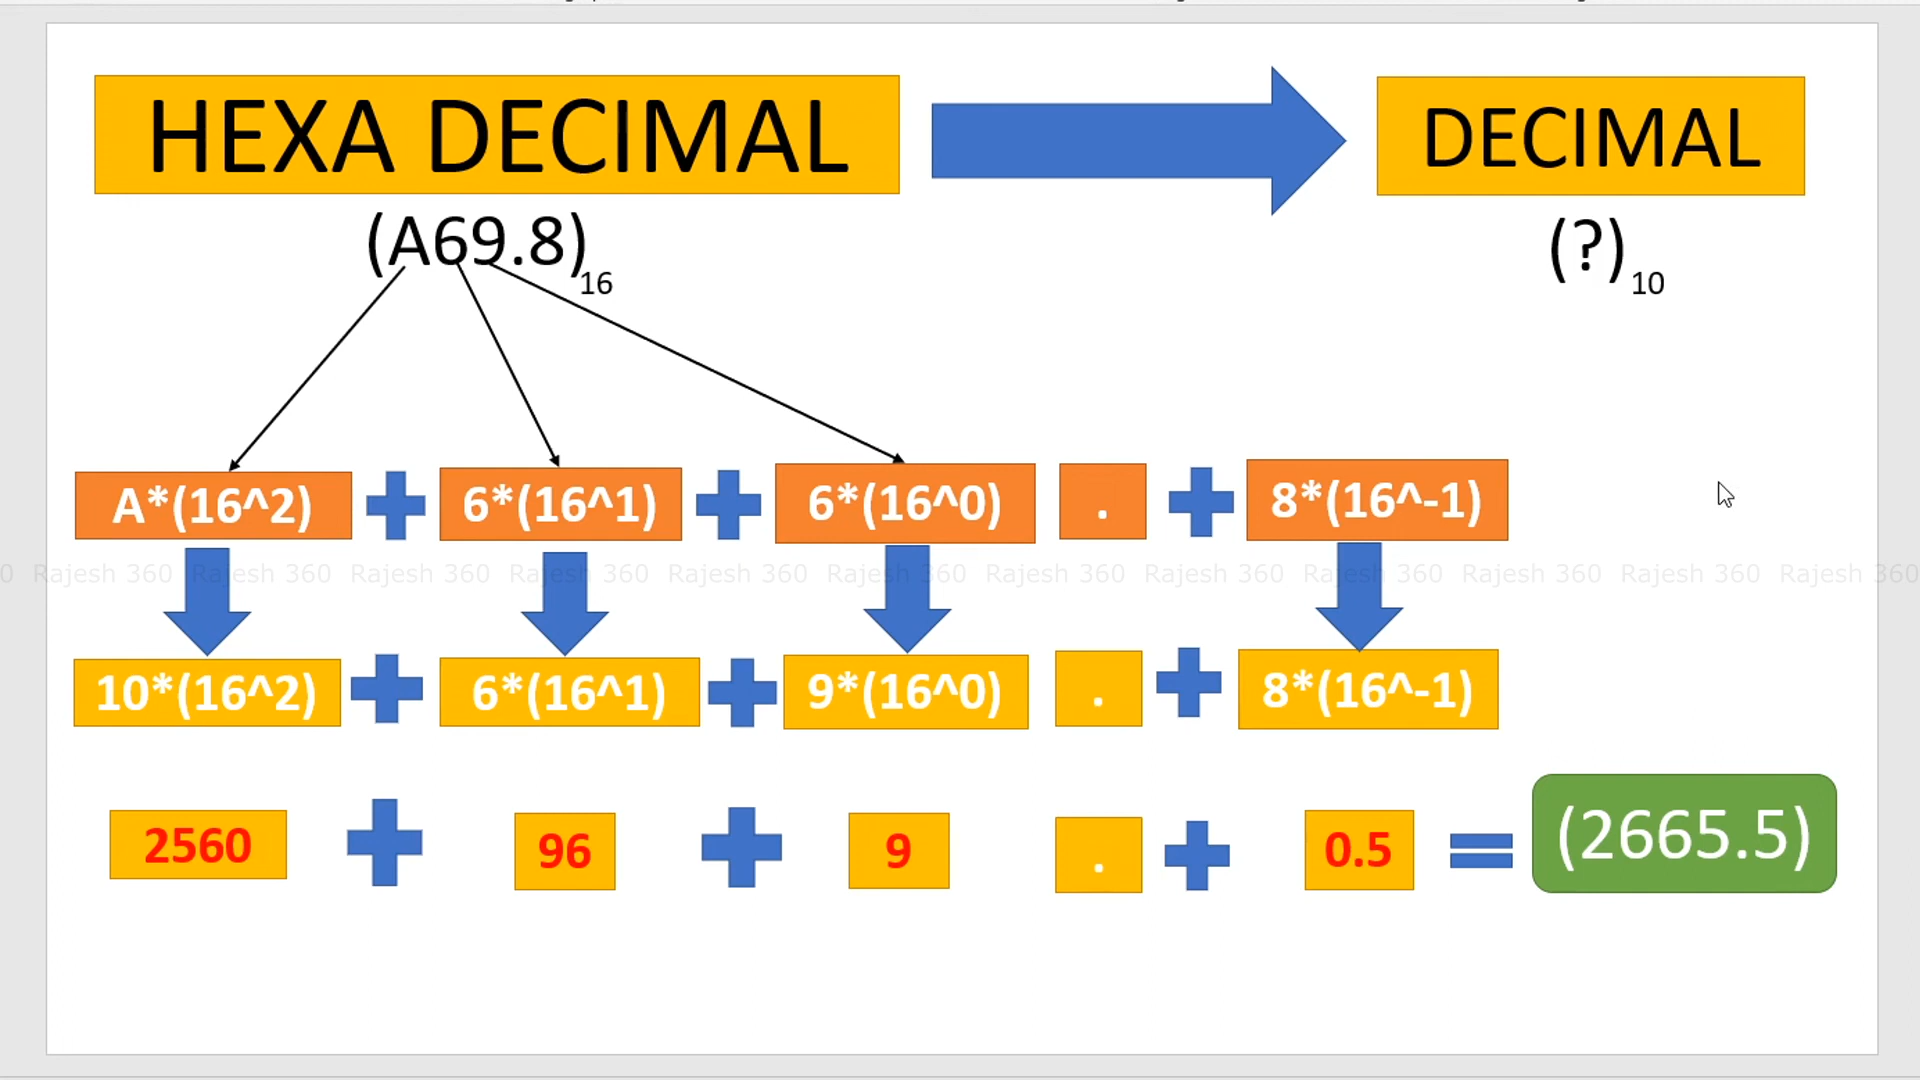 HEXA DECIMAL
DECIMAL
(A69.8)16
(?)10
A*(16^2) 6*(16^1) 6*(16^0) . 8*(16^-1)
Rajesh 360 Rajesh 360 Rajesh 360 Rajesh 360 Rajesh 360 Rajesh 360 Rajesh 360 Rajesh 360 Rajesh 360 Rajesh 360 Rajesh 360 Rajesh 360
10*(16^2) 6*(16^1) 9*(16^0) . 8*(16^-1)
2560 96 9 . 0.5 (2665.5)